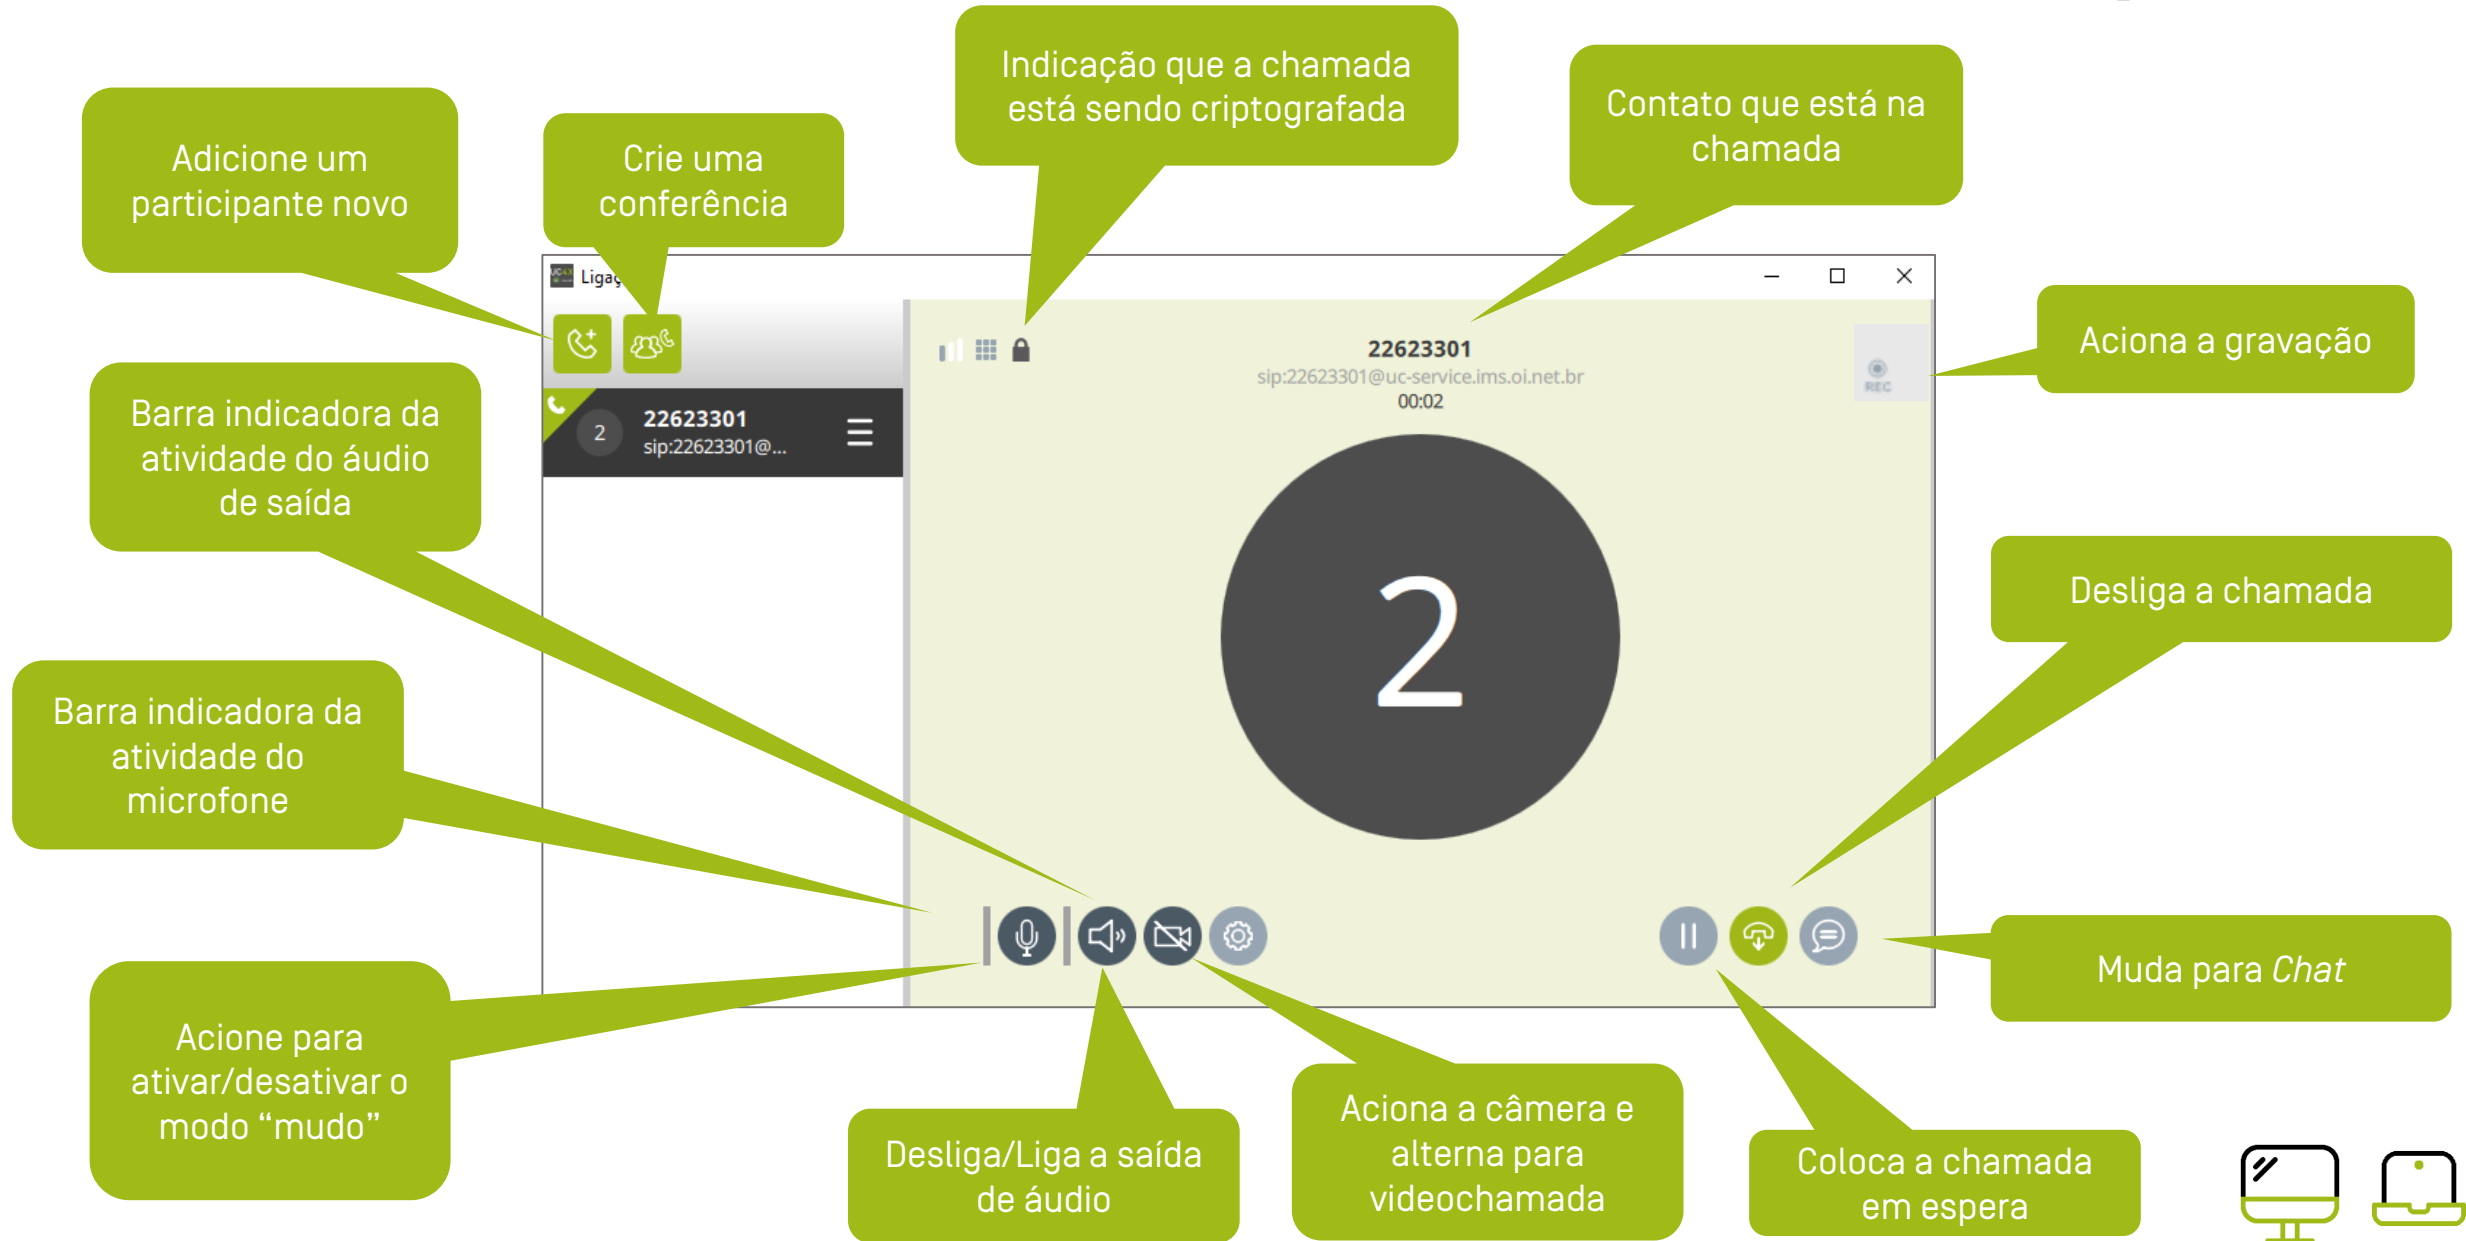 Indicação que a chamada
está sendo criptografada
Contato que está na
chamada
Adicione um
participante novo
Crie uma
conferência
Aciona a gravação
22623301
sip:22623301@uc-service.ims.oi.net.br
00:02
REC
2
22623301
sip:22623301@...
Barra indicadora da
atividade do áudio
de saída
2
Desliga a chamada
Barra indicadora da
atividade do
microfone
Muda para Chat
Acione para
ativar/desativar o
modo “mudo”
Desliga/Liga a saída
de áudio
Aciona a câmera e
alterna para
videochamada
Coloca a chamada
em espera